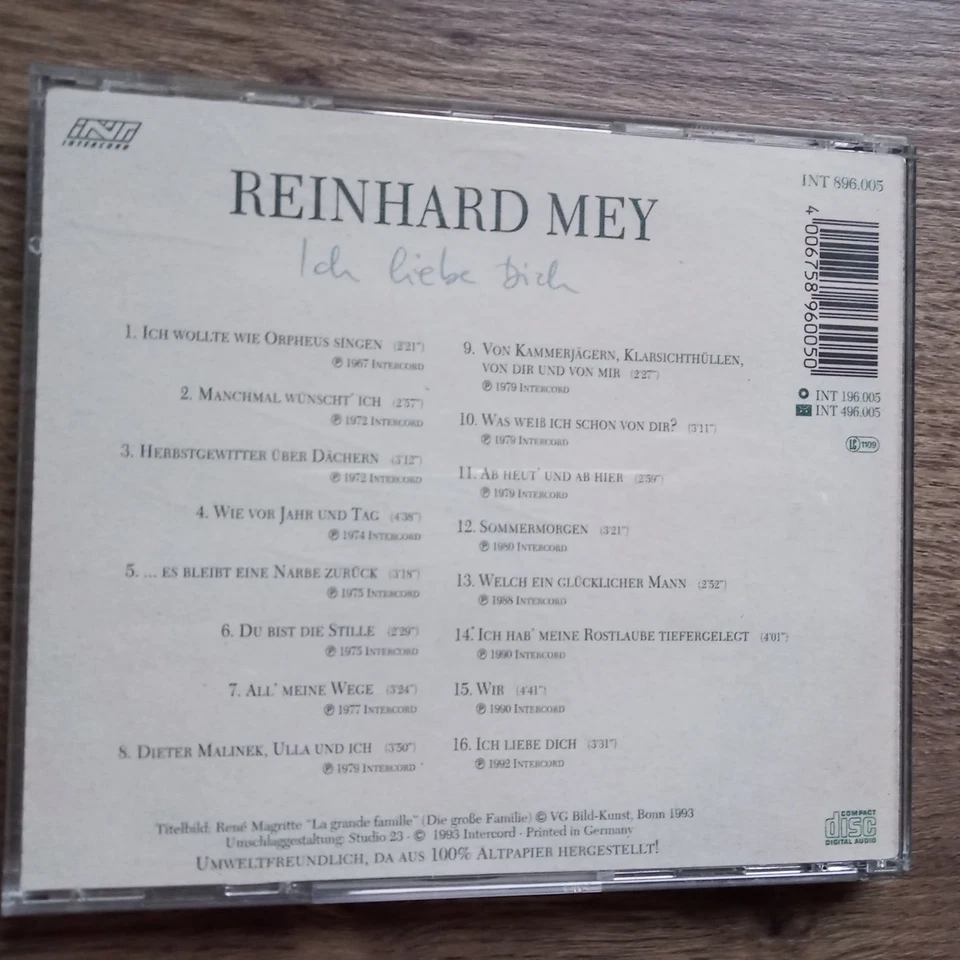 INT
INTERCORD
INT 896.005
REINHARD MEY
Ich liebe Dich
4 006758 960050
INT 196.005
INT 496.005
LC 1109
1. ICH WOLLTE WIE ORPHEUS SINGEN (2'21")
℗ 1967 INTERCORD
2. MANCHMAL WÜNSCHT' ICH (2'57")
℗ 1972 INTERCORD
3. HERBSTGEWITTER ÜBER DÄCHERN (3'12")
℗ 1972 INTERCORD
4. WIE VOR JAHR UND TAG (4'38")
℗ 1974 INTERCORD
5. ... ES BLEIBT EINE NARBE ZURÜCK (3'18")
℗ 1975 INTERCORD
6. DU BIST DIE STILLE (2'29")
℗ 1975 INTERCORD
7. ALL' MEINE WEGE (3'24")
℗ 1977 INTERCORD
8. DIETER MALINEK, ULLA UND ICH (3'50")
℗ 1979 INTERCORD
9. VON KAMMERJÄGERN, KLARSICHTHÜLLEN,
VON DIR UND VON MIR (2'27")
℗ 1979 INTERCORD
10. WAS WEIß ICH SCHON VON DIR? (3'11")
℗ 1979 INTERCORD
11. AB HEUT' UND AB HIER (2'59")
℗ 1979 INTERCORD
12. SOMMERMORGEN (3'21")
℗ 1980 INTERCORD
13. WELCH EIN GLÜCKLICHER MANN (2'52")
℗ 1988 INTERCORD
14. ICH HAB' MEINE ROSTLAUBE TIEFERGELEGT (4'01")
℗ 1990 INTERCORD
15. WIR (4'41")
℗ 1990 INTERCORD
16. ICH LIEBE DICH (3'31")
℗ 1992 INTERCORD
Titelbild: René Magritte "La grande famille" (Die große Familie) © VG Bild-Kunst, Bonn 1993
Umschlaggestaltung: Studio 23 · © 1993 Intercord · Printed in Germany
UMWELTFREUNDLICH, DA AUS 100% ALTPAPIER HERGESTELLT!
COMPACT
disc
DIGITAL AUDIO